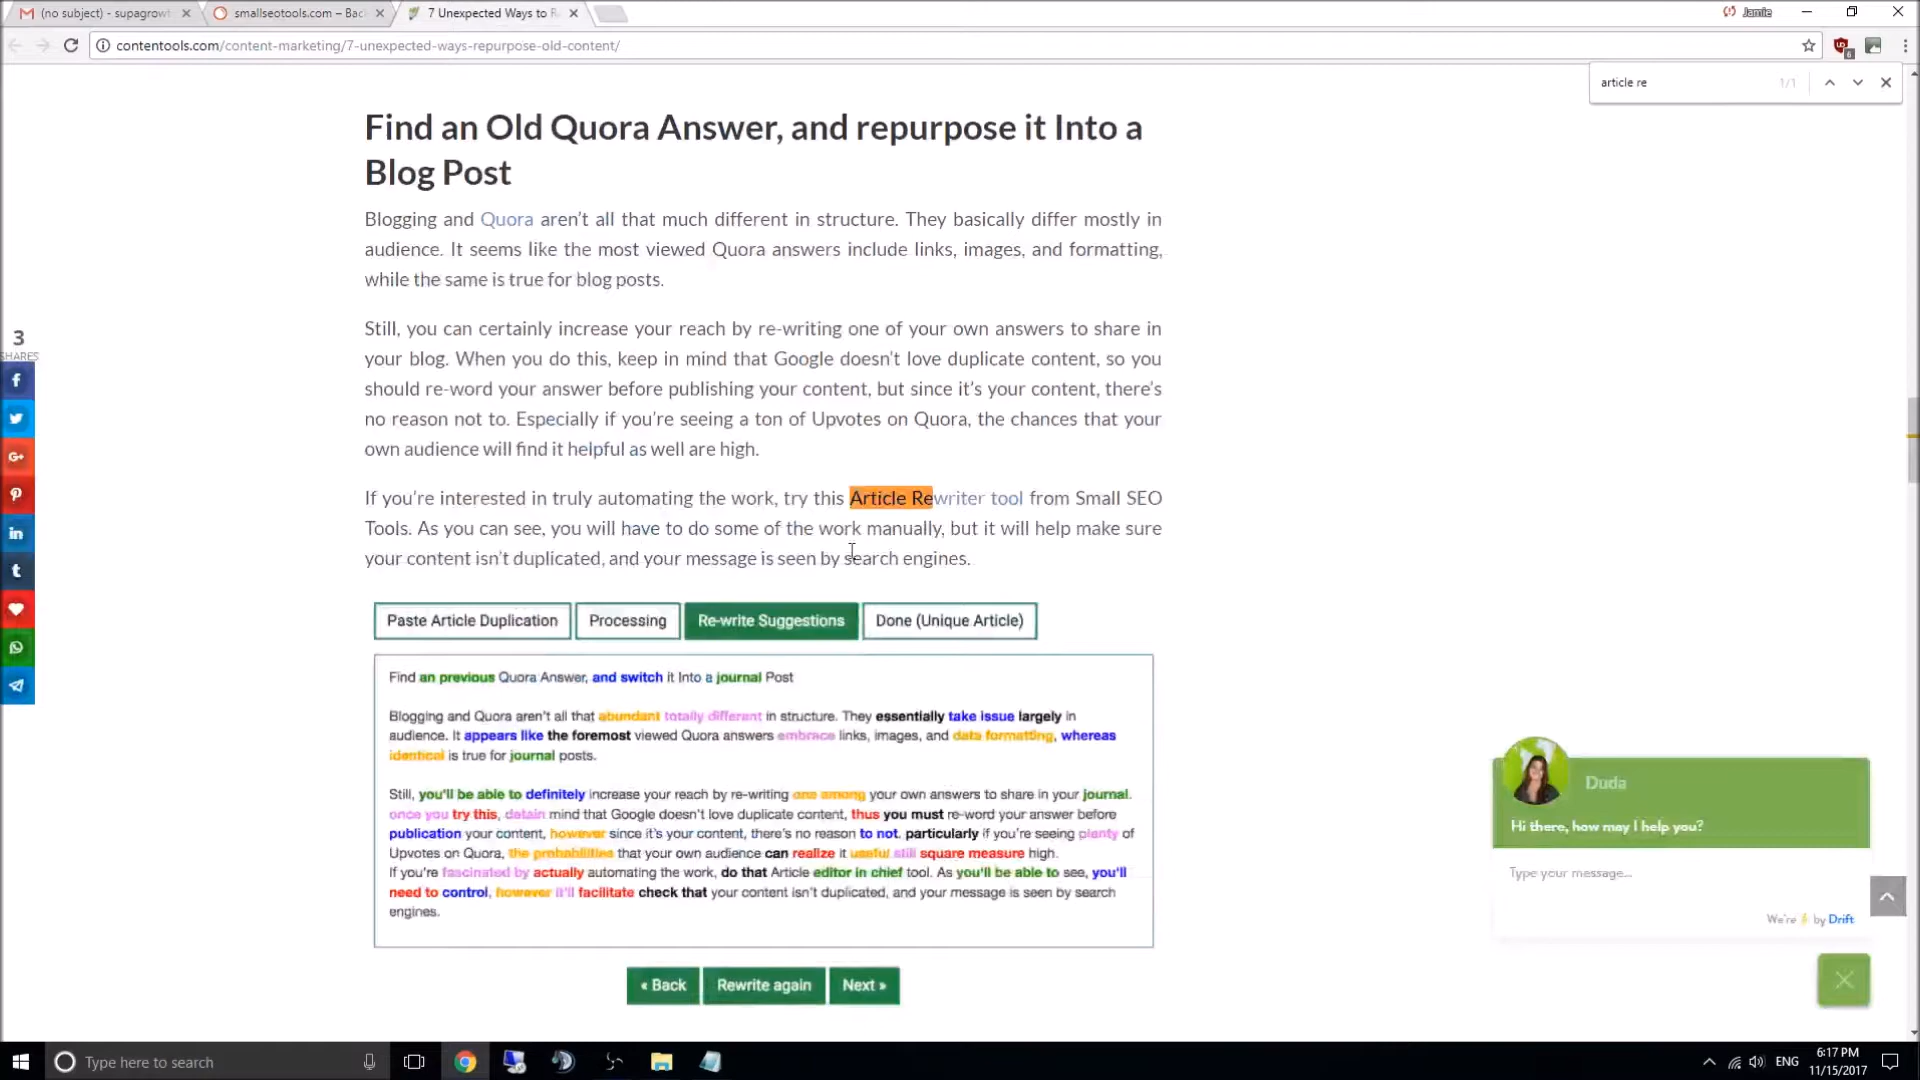 (no subject) - supagrowt
smallseotools.com – Bac
7 Unexpected Ways to R
Jamie
contentools.com/content-marketing/7-unexpected-ways-repurpose-old-content/
article re
1/1
Find an Old Quora Answer, and repurpose it Into a
Blog Post
Blogging and Quora aren’t all that much different in structure. They basically differ mostly in
audience. It seems like the most viewed Quora answers include links, images, and formatting,
while the same is true for blog posts.
Still, you can certainly increase your reach by re-writing one of your own answers to share in
your blog. When you do this, keep in mind that Google doesn’t love duplicate content, so you
should re-word your answer before publishing your content, but since it’s your content, there’s
no reason not to. Especially if you’re seeing a ton of Upvotes on Quora, the chances that your
own audience will find it helpful as well are high.
If you’re interested in truly automating the work, try this Article Rewriter tool from Small SEO
Tools. As you can see, you will have to do some of the work manually, but it will help make sure
your content isn’t duplicated, and your message is seen by search engines.
3
SHARES
Paste Article Duplication
Processing
Re-write Suggestions
Done (Unique Article)
Find an previous Quora Answer, and switch it Into a journal Post
Blogging and Quora aren't all that abundant totally different in structure. They essentially take issue largely in
audience. It appears like the foremost viewed Quora answers embrace links, images, and data formatting, whereas
identical is true for journal posts.
Still, you'll be able to definitely increase your reach by re-writing one among your own answers to share in your journal.
once you try this, detain mind that Google doesn't love duplicate content, thus you must re-word your answer before
publication your content, however since it's your content, there's no reason to not. particularly if you're seeing plenty of
Upvotes on Quora, the probabilities that your own audience can realize it useful still square measure high.
If you're fascinated by actually automating the work, do that Article editor in chief tool. As you'll be able to see, you'll
need to control, however it'll facilitate check that your content isn't duplicated, and your message is seen by search
engines.
« Back
Rewrite again
Next »
Duda
Hi there, how may I help you?
Type your message...
We're by Drift
Type here to search
ENG
6:17 PM
11/15/2017